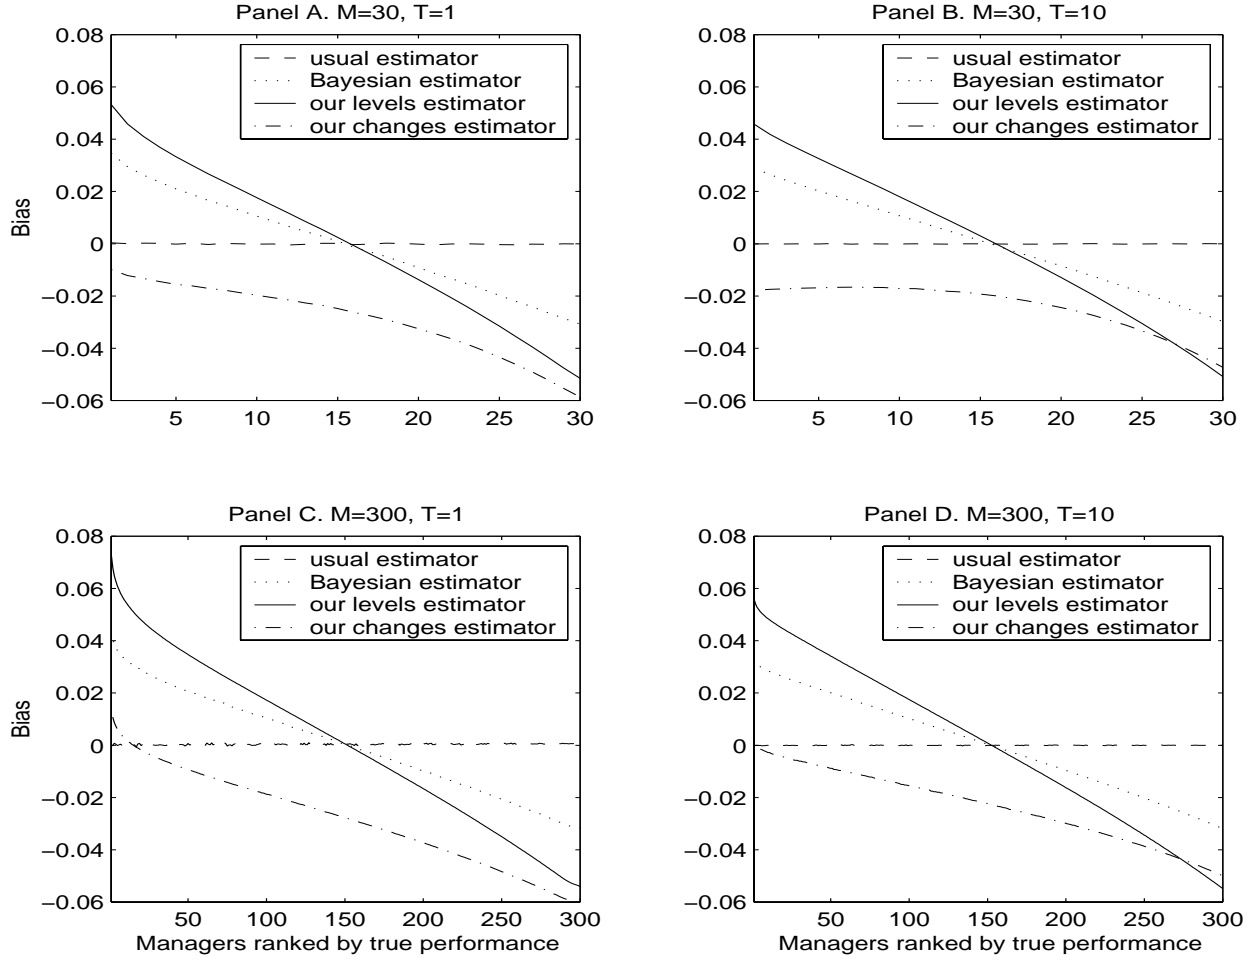 Panel A. M=30, T=1
0.08
0.06
0.04
0.02
0
−0.02
−0.04
−0.06
Bias
usual estimator
Bayesian estimator
our levels estimator
our changes estimator
5
10
15
20
25
30
Panel B. M=30, T=10
0.08
0.06
0.04
0.02
0
−0.02
−0.04
−0.06
usual estimator
Bayesian estimator
our levels estimator
our changes estimator
5
10
15
20
25
30
Panel C. M=300, T=1
0.08
0.06
0.04
0.02
0
−0.02
−0.04
−0.06
Bias
usual estimator
Bayesian estimator
our levels estimator
our changes estimator
50
100
150
200
250
300
Managers ranked by true performance
Panel D. M=300, T=10
0.08
0.06
0.04
0.02
0
−0.02
−0.04
−0.06
usual estimator
Bayesian estimator
our levels estimator
our changes estimator
50
100
150
200
250
300
Managers ranked by true performance